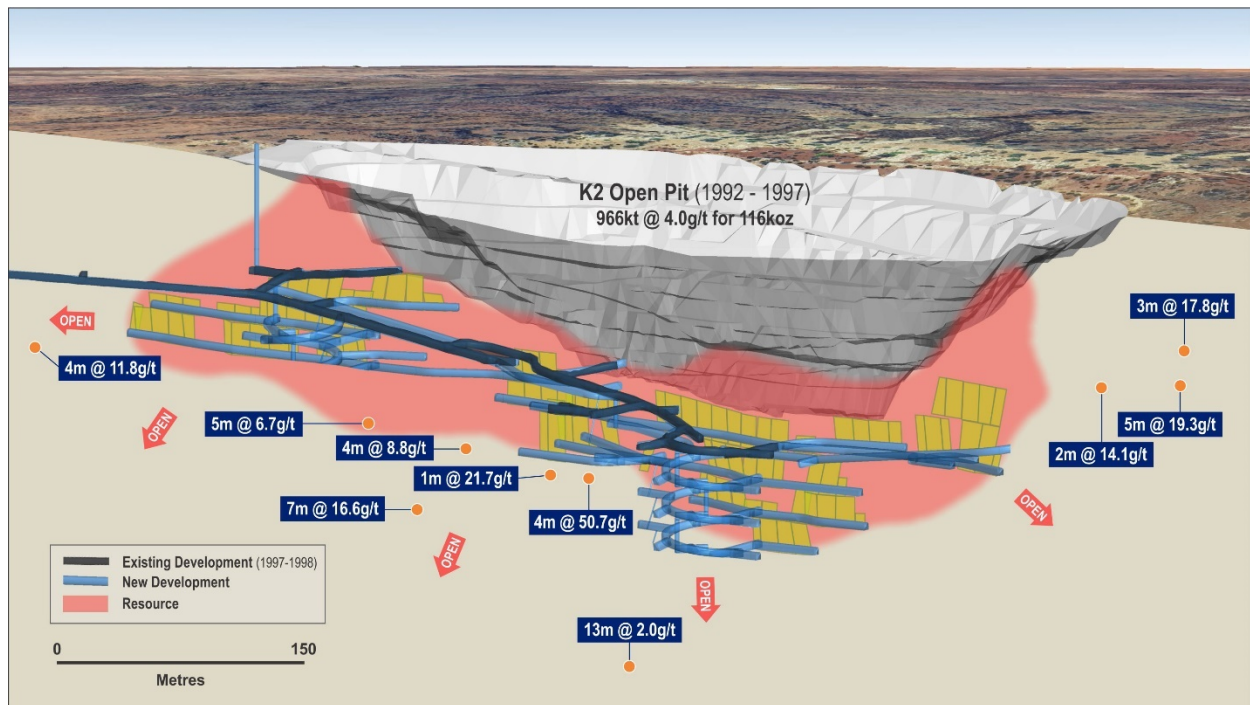 K2 Open Pit (1992 - 1997)
966kt @ 4.0g/t for 116koz
3m @ 17.8g/t
OPEN
4m @ 11.8g/t
5m @ 19.3g/t
OPEN
5m @ 6.7g/t
4m @ 8.8g/t
2m @ 14.1g/t
1m @ 21.7g/t
7m @ 16.6g/t
4m @ 50.7g/t
OPEN
OPEN
OPEN
13m @ 2.0g/t
Existing Development (1997-1998)
New Development
Resource
0 150
Metres